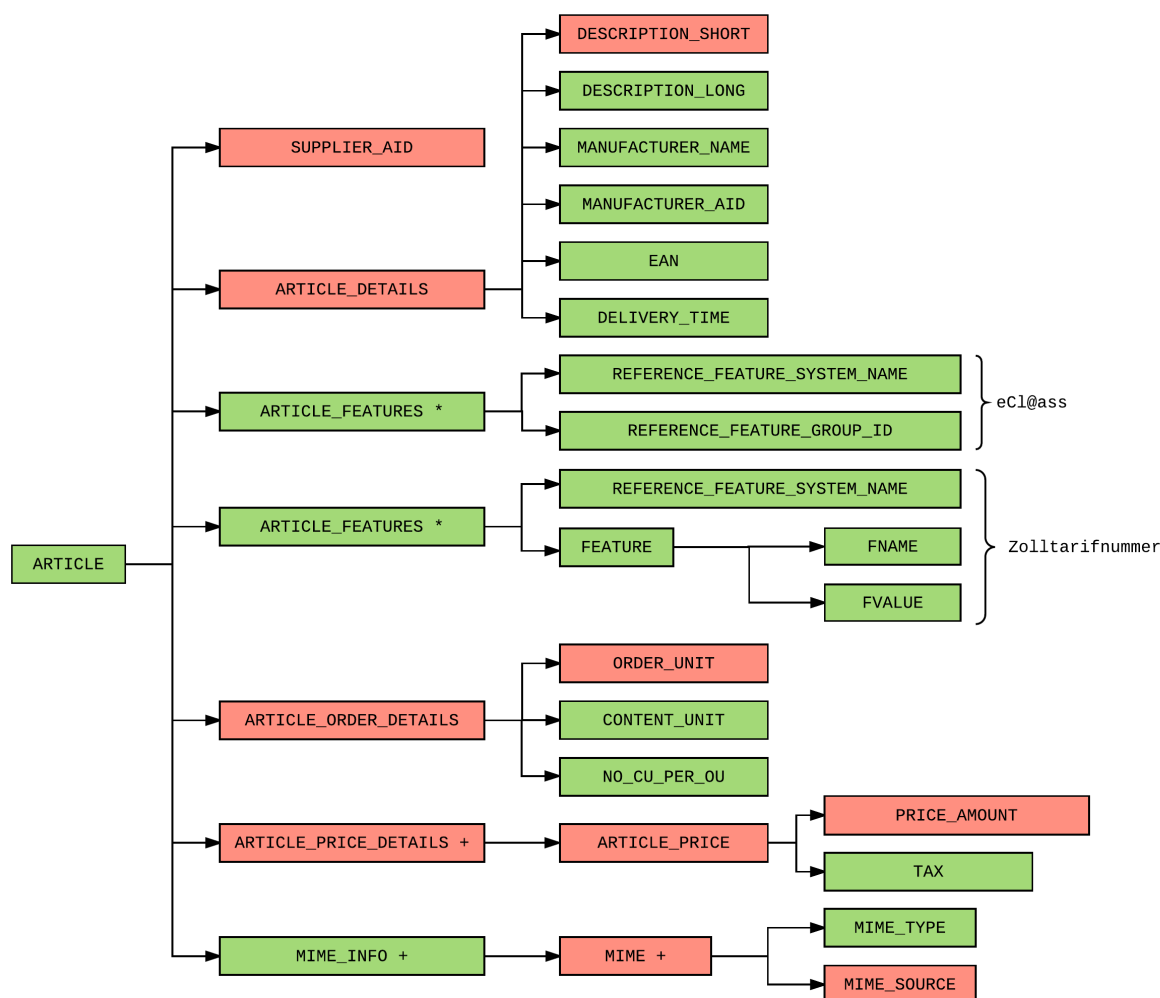 DESCRIPTION_SHORT
DESCRIPTION_LONG
SUPPLIER_AID
MANUFACTURER_NAME
MANUFACTURER_AID
EAN
ARTICLE_DETAILS
DELIVERY_TIME
REFERENCE_FEATURE_SYSTEM_NAME
eCl@ass
ARTICLE_FEATURES *
REFERENCE_FEATURE_GROUP_ID
REFERENCE_FEATURE_SYSTEM_NAME
ARTICLE_FEATURES *
FEATURE
FNAME
Zolltarifnummer
ARTICLE
FVALUE
ORDER_UNIT
ARTICLE_ORDER_DETAILS
CONTENT_UNIT
NO_CU_PER_OU
PRICE_AMOUNT
ARTICLE_PRICE_DETAILS +
ARTICLE_PRICE
TAX
MIME_TYPE
MIME_INFO +
MIME +
MIME_SOURCE